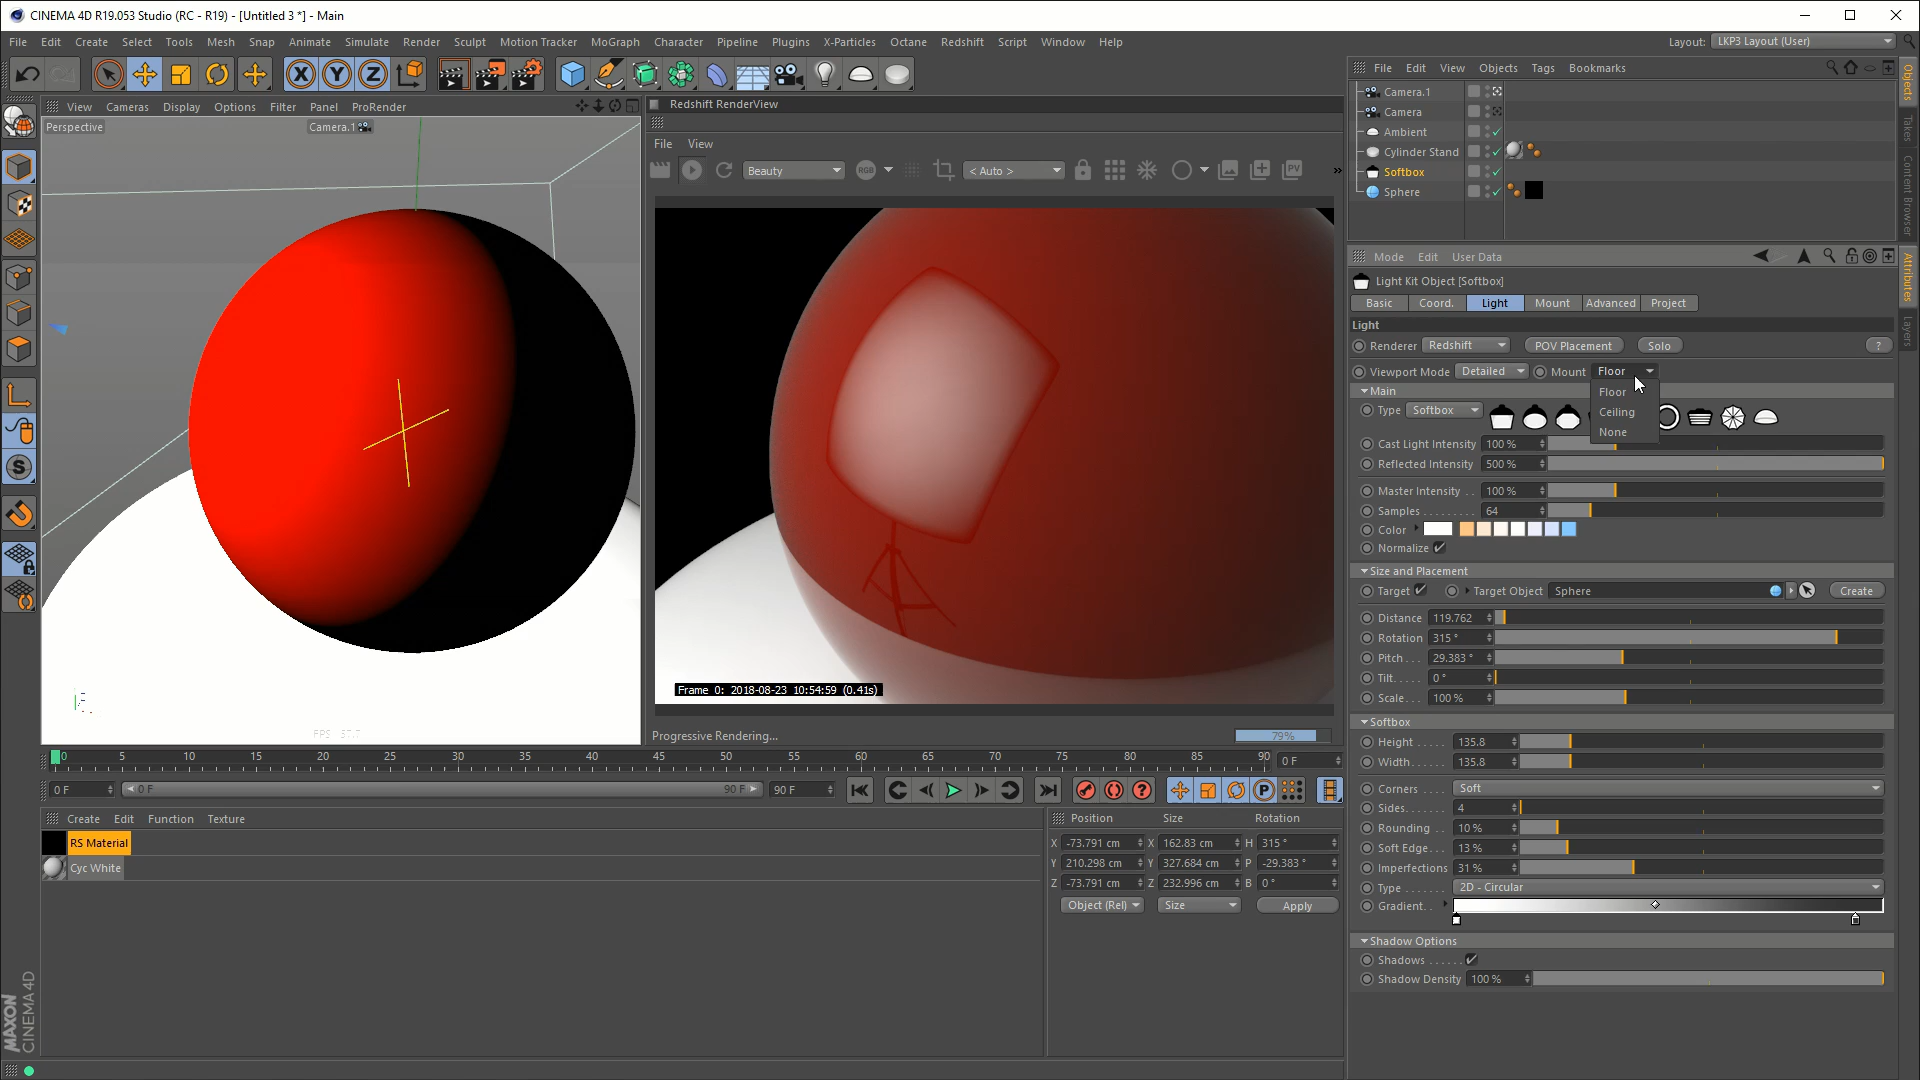 CINEMA 4D R19.053 Studio (RC - R19) - [Untitled 3 *] - Main
File Edit Create Select Tools Mesh Snap Animate Simulate Render Sculpt Motion Tracker MoGraph Character Pipeline Plugins X-Particles Octane Redshift Script Window Help
Layout: LKP3 Layout (User)
X Y Z
File Edit View Objects Tags Bookmarks
Camera.1
Camera
Ambient
Cylinder Stand
Softbox
Sphere
Objects
Takes
Content Browser
Attributes
Layers
View Cameras Display Options Filter Panel ProRender
Perspective
Camera.1
Redshift RenderView
File View
Beauty
RGB
< Auto >
PV
»
Frame 0: 2018-08-23 10:54:59 (0.41s)
Progressive Rendering...
79%
FPS 57.7
Mode Edit User Data
Light Kit Object [Softbox]
Basic Coord. Light Mount Advanced Project
Light
Renderer Redshift POV Placement Solo ?
Viewport Mode Detailed Mount Floor
Floor
Ceiling
None
Main
Type Softbox
Cast Light Intensity 100 %
Reflected Intensity 500 %
Master Intensity . . 100 %
Samples . . . . . . . . . 64
Color
Normalize
Size and Placement
Target Target Object Sphere Create
Distance 119.762
Rotation 315 °
Pitch . . . 29.383 °
Tilt. . . . . 0 °
Scale. . . 100 %
Softbox
Height . . . . . 135.8
Width. . . . . . 135.8
Corners . . . . Soft
Sides. . . . . . . 4
Rounding . . 10 %
Soft Edge. . . 13 %
Imperfections 31 %
Type . . . . . . . 2D - Circular
Gradient. .
Shadow Options
Shadows . . . . . .
Shadow Density 100 %
0 5 10 15 20 25 30 35 40 45 50 55 60 65 70 75 80 85 90 0 F
0 F 0 F 90 F 90 F
P
Create Edit Function Texture
RS Material
Cyc White
Position Size Rotation
X -73.791 cm X 162.83 cm H 315 °
Y 210.298 cm Y 327.684 cm P -29.383 °
Z -73.791 cm Z 232.996 cm B 0 °
Object (Rel) Size Apply
MAXON
CINEMA 4D